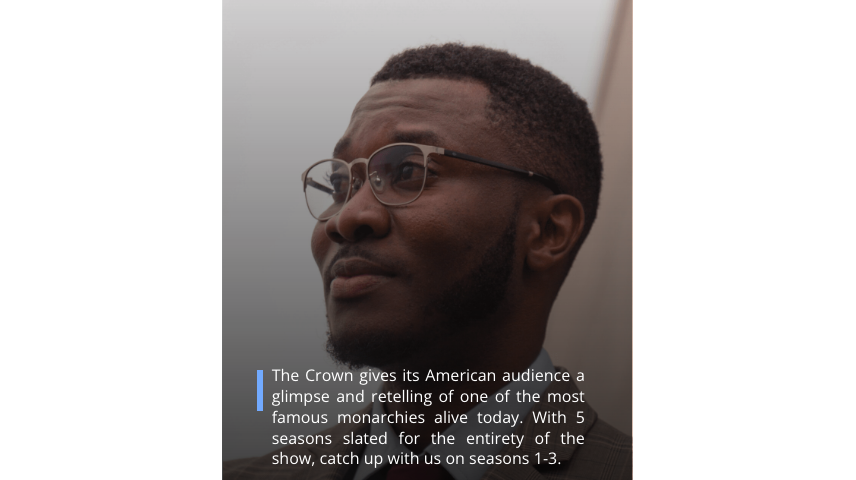 The Crown gives its American audience a
glimpse and retelling of one of the most
famous monarchies alive today. With 5
seasons slated for the entirety of the
show, catch up with us on seasons 1-3.